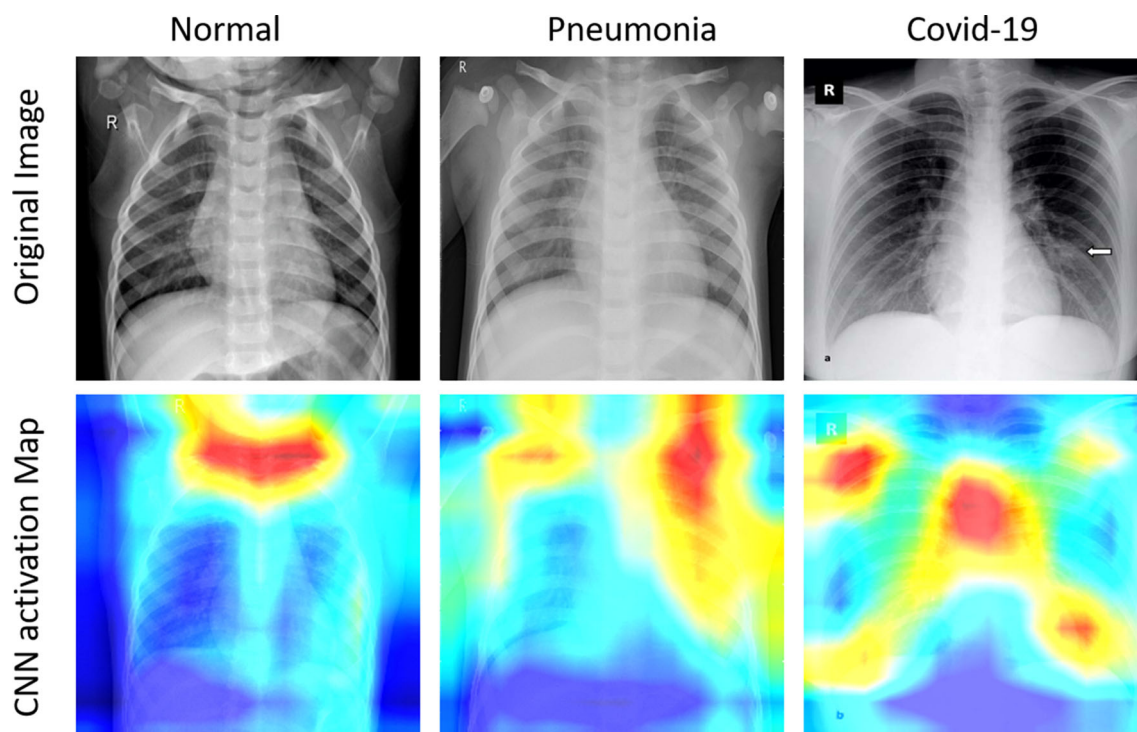 Normal
Pneumonia
Covid-19
Original Image
R
R
R
a
CNN activation Map
R
R
R
b